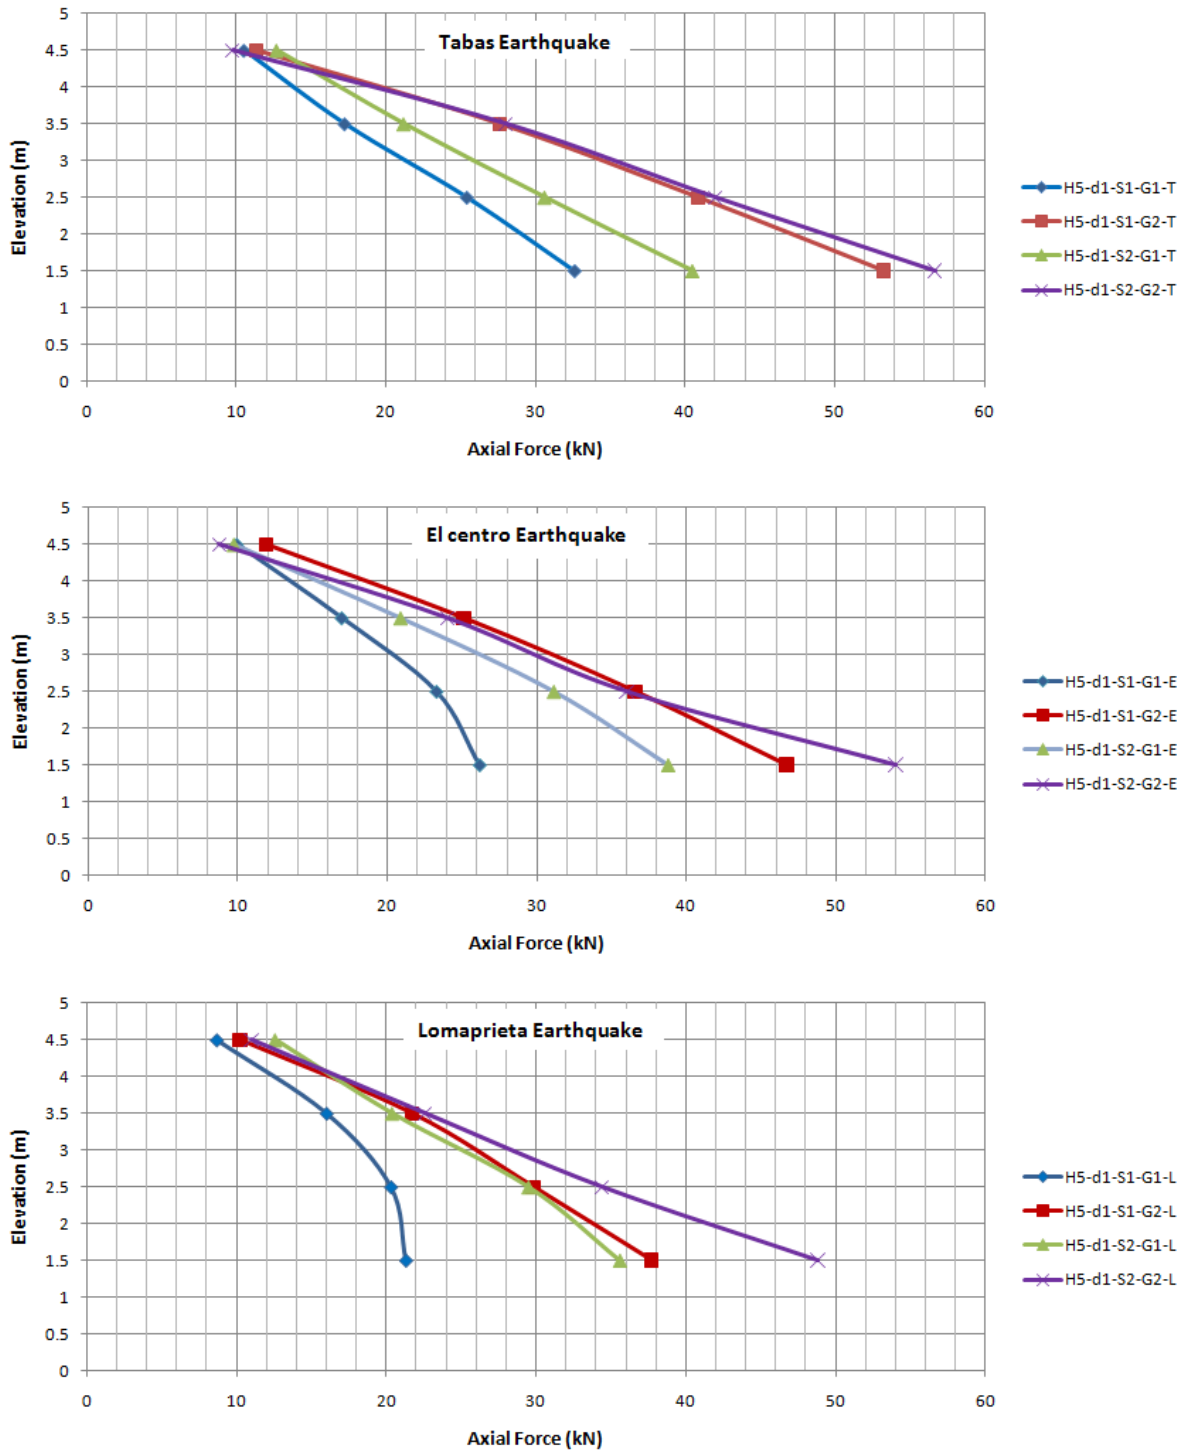 Tabas Earthquake
Elevation (m)
5
4.5
4
3.5
3
2.5
2
1.5
1
0.5
0
0 10 20 30 40 50 60
Axial Force (kN)
H5-d1-S1-G1-T
H5-d1-S1-G2-T
H5-d1-S2-G1-T
H5-d1-S2-G2-T
El centro Earthquake
Elevation (m)
5
4.5
4
3.5
3
2.5
2
1.5
1
0.5
0
0 10 20 30 40 50 60
Axial Force (kN)
H5-d1-S1-G1-E
H5-d1-S1-G2-E
H5-d1-S2-G1-E
H5-d1-S2-G2-E
Lomaprieta Earthquake
Elevation (m)
5
4.5
4
3.5
3
2.5
2
1.5
1
0.5
0
0 10 20 30 40 50 60
Axial Force (kN)
H5-d1-S1-G1-L
H5-d1-S1-G2-L
H5-d1-S2-G1-L
H5-d1-S2-G2-L